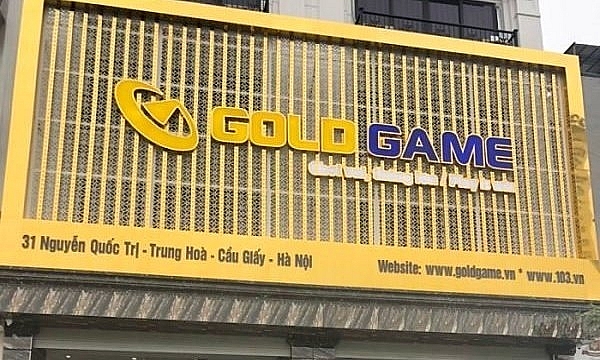 GOLD GAME
31 Nguyễn Quốc Trị - Trung Hoà - Cầu Giấy - Hà Nội
Website: www.goldgame.vn * www.103.vn